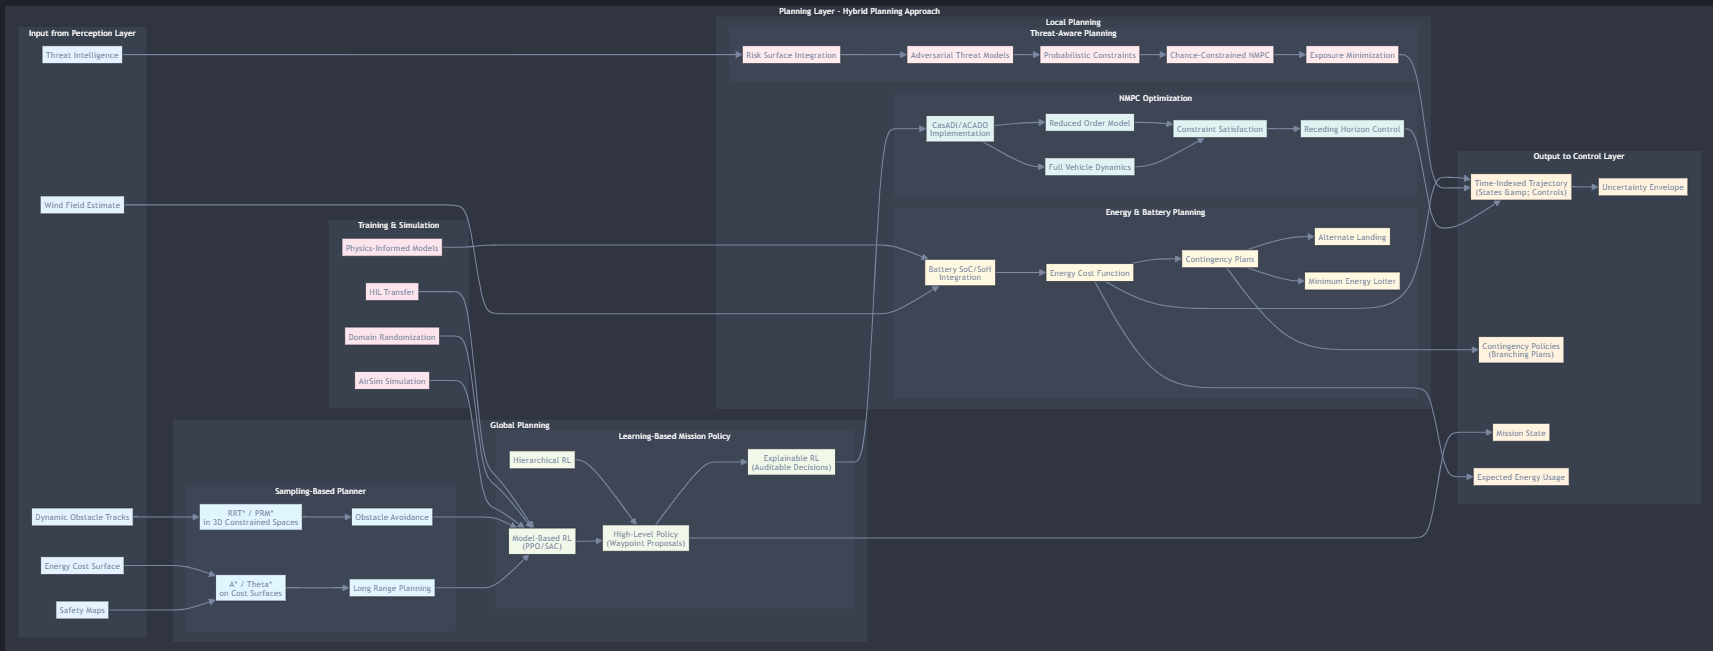 Planning Layer - Hybrid Planning Approach
Input from Perception Layer
Threat Intelligence
Wind Field Estimate
Dynamic Obstacle Tracks
Energy Cost Surface
Safety Maps
Training & Simulation
Physics-Informed Models
HIL Transfer
Domain Randomization
AirSim Simulation
Global Planning
Sampling-Based Planner
RRT* / PRM*
in 3D Constrained Spaces
Obstacle Avoidance
A* / Theta*
on Cost Surfaces
Long Range Planning
Learning-Based Mission Policy
Hierarchical RL
Model-Based RL
(PPO/SAC)
High-Level Policy
(Waypoint Proposals)
Explainable RL
(Auditable Decisions)
Local Planning
Threat-Aware Planning
Risk Surface Integration
Adversarial Threat Models
Probabilistic Constraints
Chance-Constrained NMPC
Exposure Minimization
NMPC Optimization
CasADi/ACADO
Implementation
Reduced Order Model
Full Vehicle Dynamics
Constraint Satisfaction
Receding Horizon Control
Energy & Battery Planning
Battery SoC/SoH
Integration
Energy Cost Function
Contingency Plans
Alternate Landing
Minimum Energy Loiter
Output to Control Layer
Time-Indexed Trajectory
(States &amp; Controls)
Uncertainty Envelope
Contingency Policies
(Branching Plans)
Mission State
Expected Energy Usage